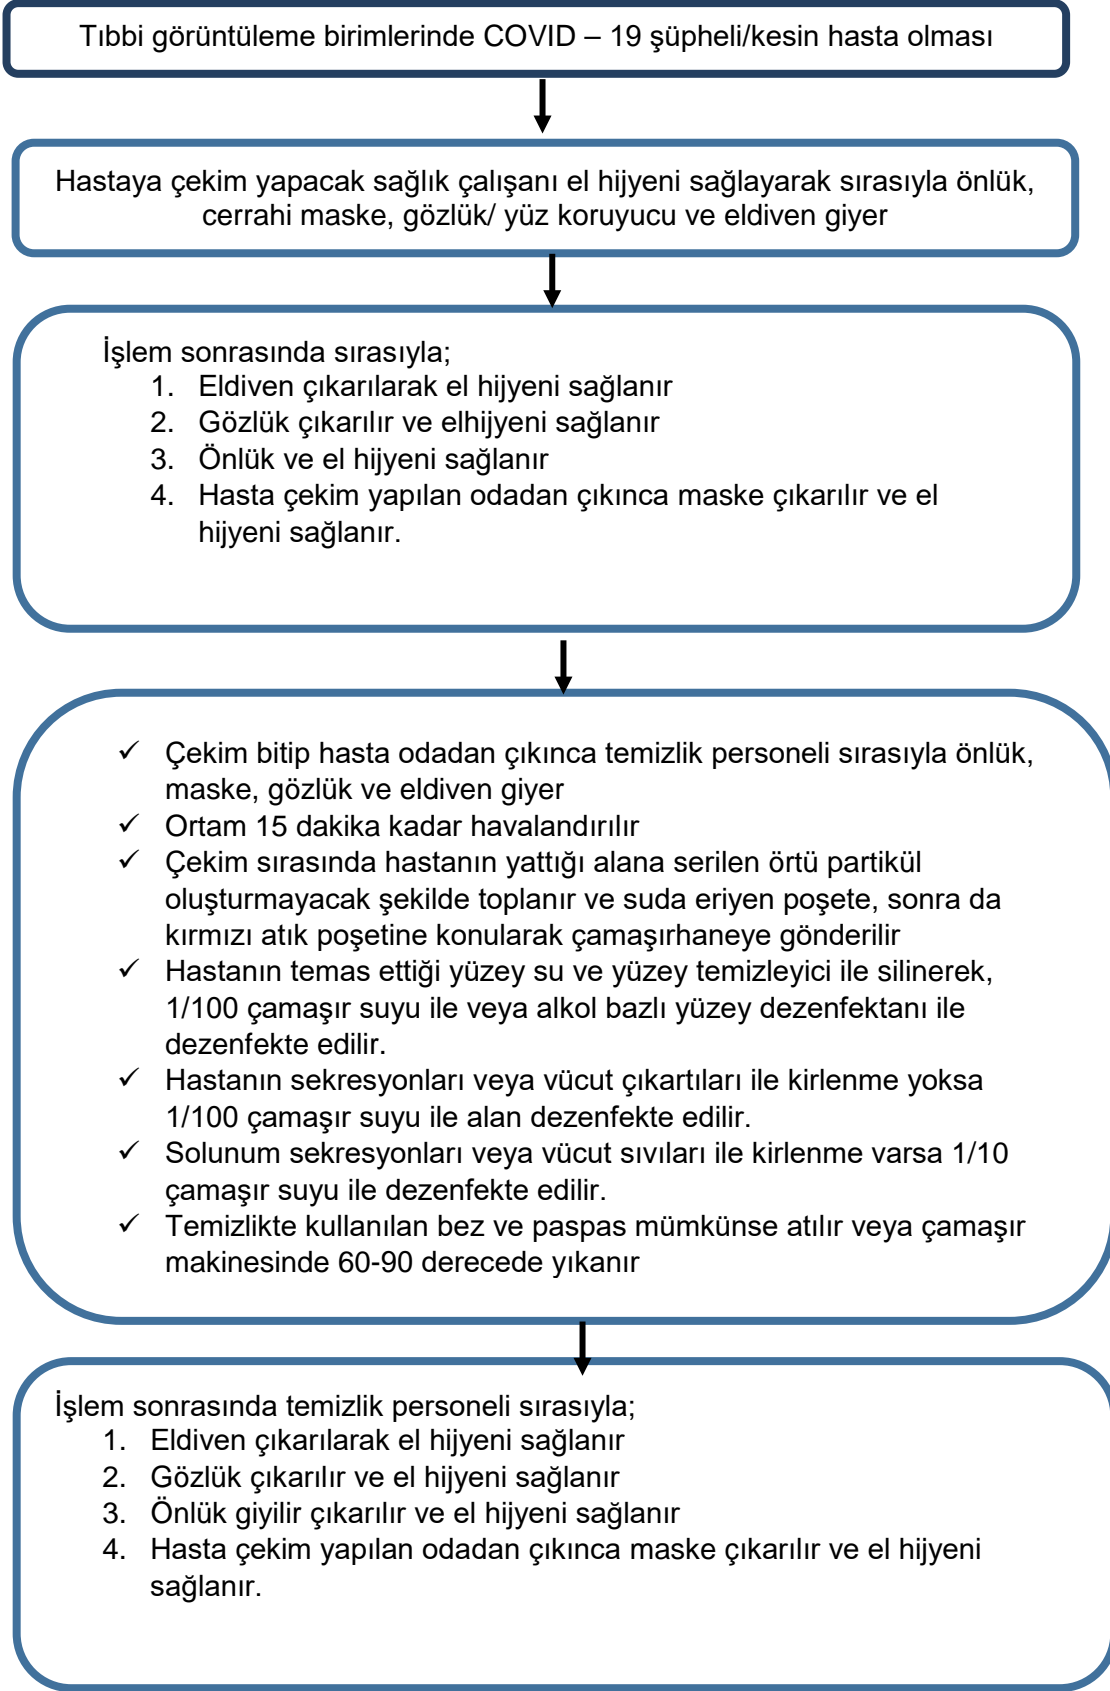 Tıbbi görüntüleme birimlerinde COVID – 19 şüpheli/kesin hasta olması
Hastaya çekim yapacak sağlık çalışanı el hijyeni sağlayarak sırasıyla önlük,
cerrahi maske, gözlük/ yüz koruyucu ve eldiven giyer
İşlem sonrasında sırasıyla;
1. Eldiven çıkarılarak el hijyeni sağlanır
2. Gözlük çıkarılır ve elhijyeni sağlanır
3. Önlük ve el hijyeni sağlanır
4. Hasta çekim yapılan odadan çıkınca maske çıkarılır ve el
hijyeni sağlanır.
✓ Çekim bitip hasta odadan çıkınca temizlik personeli sırasıyla önlük,
maske, gözlük ve eldiven giyer
✓ Ortam 15 dakika kadar havalandırılır
✓ Çekim sırasında hastanın yattığı alana serilen örtü partikül
oluşturmayacak şekilde toplanır ve suda eriyen poşete, sonra da
kırmızı atık poşetine konularak çamaşırhaneye gönderilir
✓ Hastanın temas ettiği yüzey su ve yüzey temizleyici ile silinerek,
1/100 çamaşır suyu ile veya alkol bazlı yüzey dezenfektanı ile
dezenfekte edilir.
✓ Hastanın sekresyonları veya vücut çıkartıları ile kirlenme yoksa
1/100 çamaşır suyu ile alan dezenfekte edilir.
✓ Solunum sekresyonları veya vücut sıvıları ile kirlenme varsa 1/10
çamaşır suyu ile dezenfekte edilir.
✓ Temizlikte kullanılan bez ve paspas mümkünse atılır veya çamaşır
makinesinde 60-90 derecede yıkanır
İşlem sonrasında temizlik personeli sırasıyla;
1. Eldiven çıkarılarak el hijyeni sağlanır
2. Gözlük çıkarılır ve el hijyeni sağlanır
3. Önlük giyilir çıkarılır ve el hijyeni sağlanır
4. Hasta çekim yapılan odadan çıkınca maske çıkarılır ve el hijyeni
sağlanır.